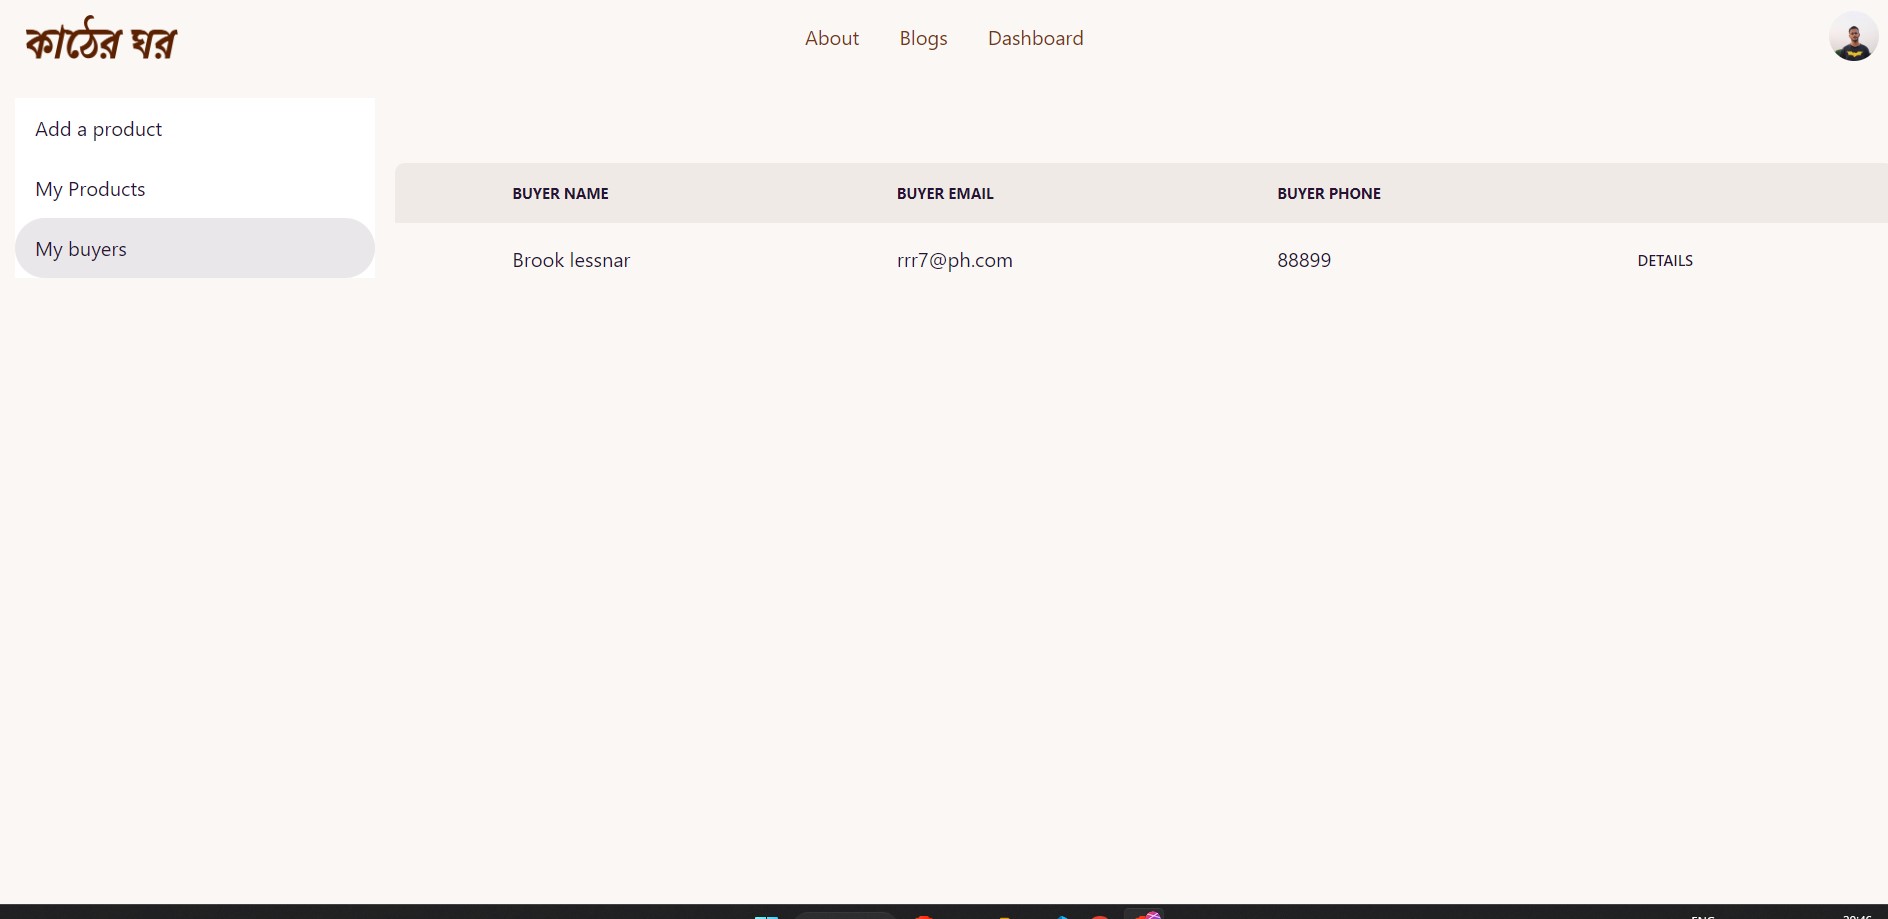 কাঠের ঘর
About Blogs Dashboard
Add a product
My Products
My buyers
BUYER NAME BUYER EMAIL BUYER PHONE
Brook lessnar rrr7@ph.com 88899 DETAILS